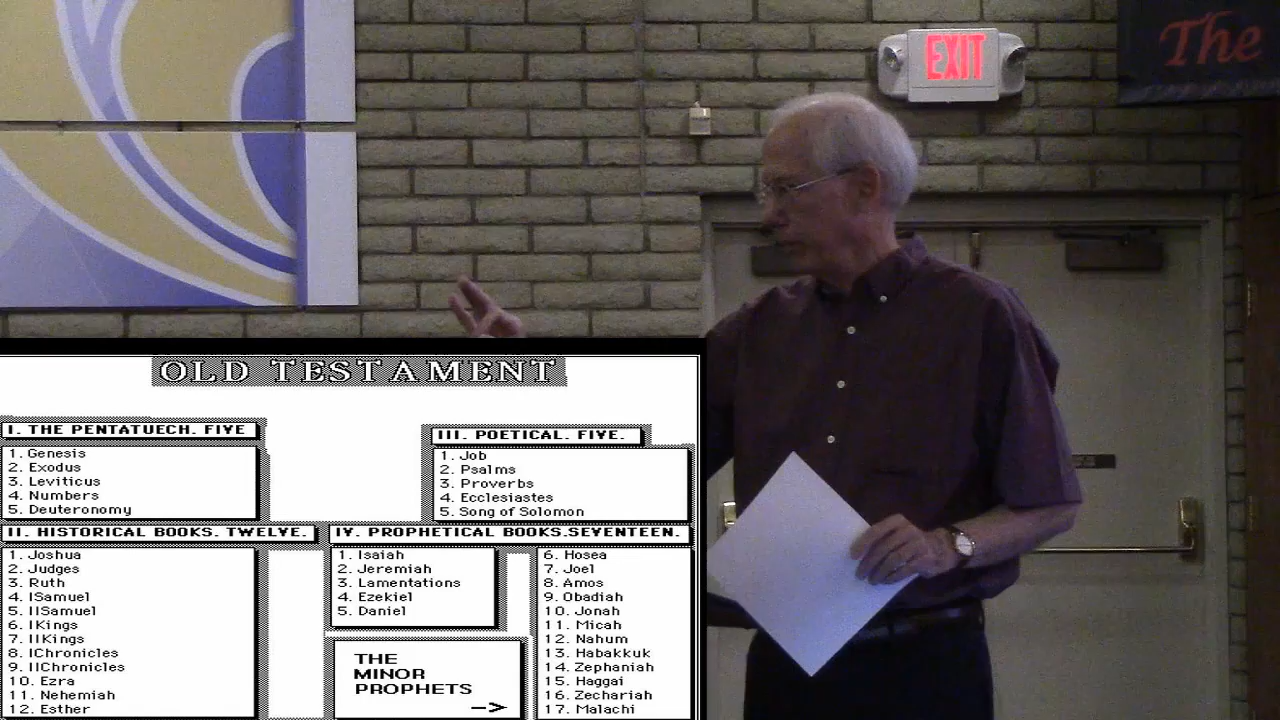 EXIT
The
OLD TESTAMENT
I. THE PENTATUECH. FIVE
1. Genesis
2. Exodus
3. Leviticus
4. Numbers
5. Deuteronomy
III. POETICAL. FIVE.
1. Job
2. Psalms
3. Proverbs
4. Ecclesiastes
5. Song of Solomon
II. HISTORICAL BOOKS. TWELVE.
1. Joshua
2. Judges
3. Ruth
4. ISamuel
5. IISamuel
6. IKings
7. IIKings
8. IChronicles
9. IIChronicles
10. Ezra
11. Nehemiah
12. Esther
IV. PROPHETICAL BOOKS.SEVENTEEN.
1. Isaiah
2. Jeremiah
3. Lamentations
4. Ezekiel
5. Daniel
THE
MINOR
PROPHETS
-->
6. Hosea
7. Joel
8. Amos
9. Obadiah
10. Jonah
11. Micah
12. Nahum
13. Habakkuk
14. Zephaniah
15. Haggai
16. Zechariah
17. Malachi